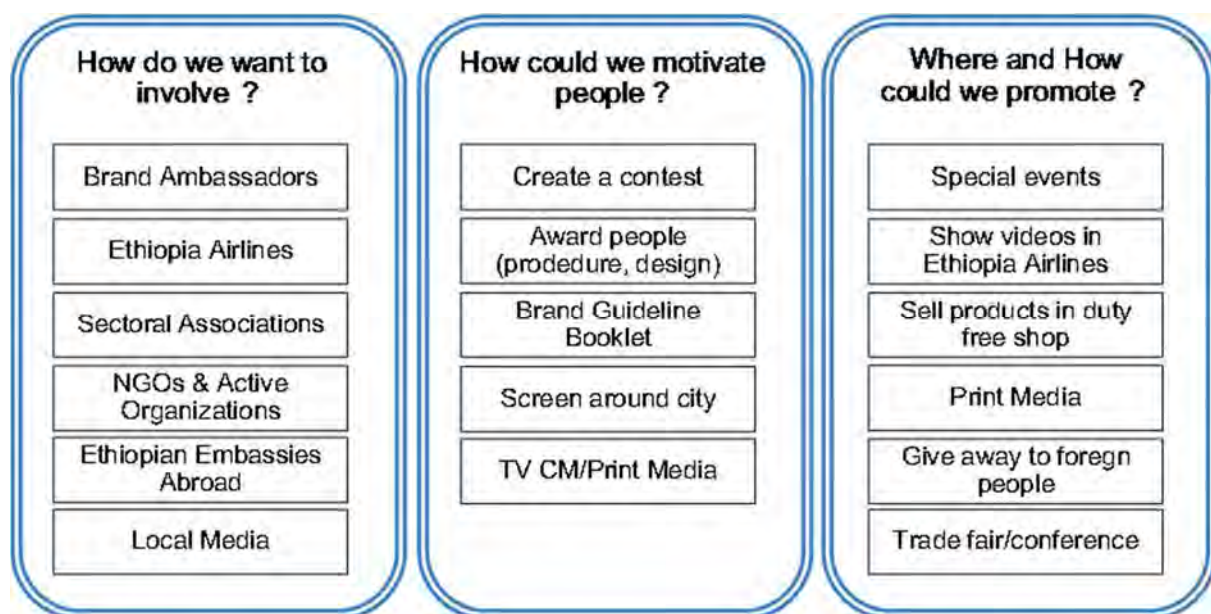 How do we want to
involve ?
Brand Ambassadors
Ethiopia Airlines
Sectoral Associations
NGOs & Active
Organizations
Ethiopian Embassies
Abroad
Local Media
How could we motivate
people ?
Create a contest
Award people
(prodedure, design)
Brand Guideline
Booklet
Screen around city
TV CM/Print Media
Where and How
could we promote ?
Special events
Show videos in
Ethiopia Airlines
Sell products in duty
free shop
Print Media
Give away to foregn
people
Trade fair/conference